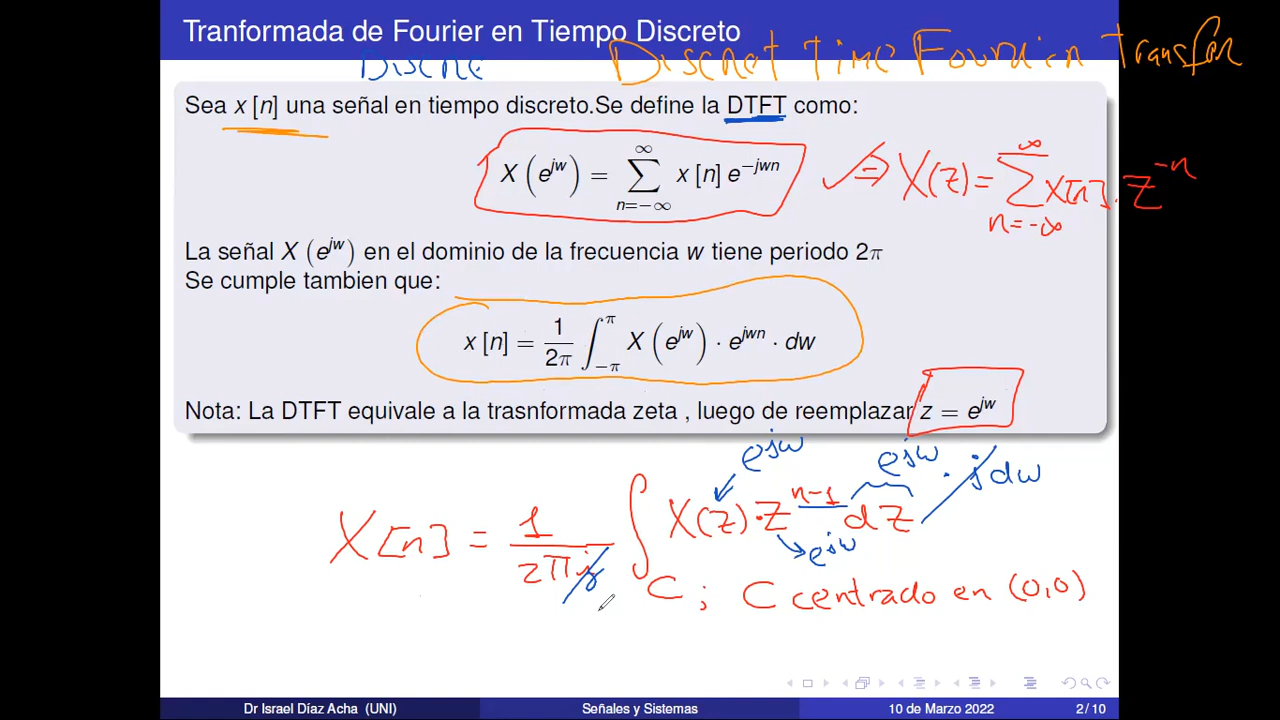 Tranformada de Fourier en Tiempo Discreto
Discre
Discret time Fourier transfor
Sea x [n] una señal en tiempo discreto.Se define la DTFT como:
X (e^{jw}) = ∑_{n=−∞}^{∞} x [n] e^{−jwn}
⇒ X(z) = ∑_{n=−∞}^{∞} x[n] · z^{−n}
La señal X (e^{jw}) en el dominio de la frecuencia w tiene periodo 2π
Se cumple tambien que:
x [n] = 1/2π ∫_{−π}^{π} X (e^{jw}) · e^{jwn} · dw
Nota: La DTFT equivale a la trasnformada zeta , luego de reemplazar z = e^{jw}
e^{jw} e^{jw} · j dw
X[n] = 1/2πj ∫_C X(z) · z^{n−1} dz
e^{jw}
; C centrado en (0,0)
Dr Israel Díaz Acha (UNI) Señales y Sistemas 10 de Marzo 2022 2/10